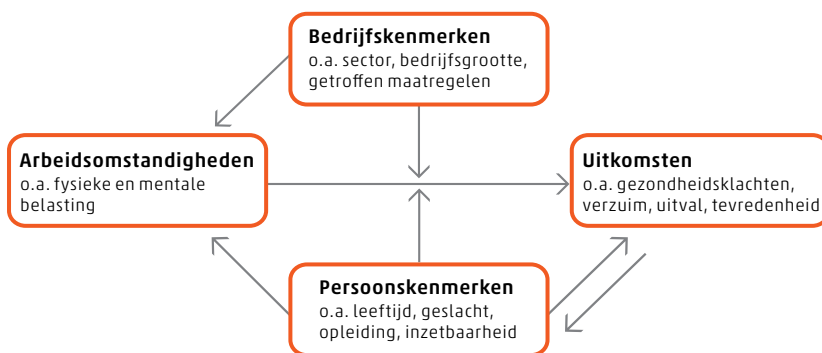 Bedrijfskenmerken
o.a. sector, bedrijfsgrootte,
getroffen maatregelen
Arbeidsomstandigheden
o.a. fysieke en mentale
belasting
Uitkomsten
o.a. gezondheidsklachten,
verzuim, uitval, tevredenheid
Persoonskenmerken
o.a. leeftijd, geslacht,
opleiding, inzetbaarheid